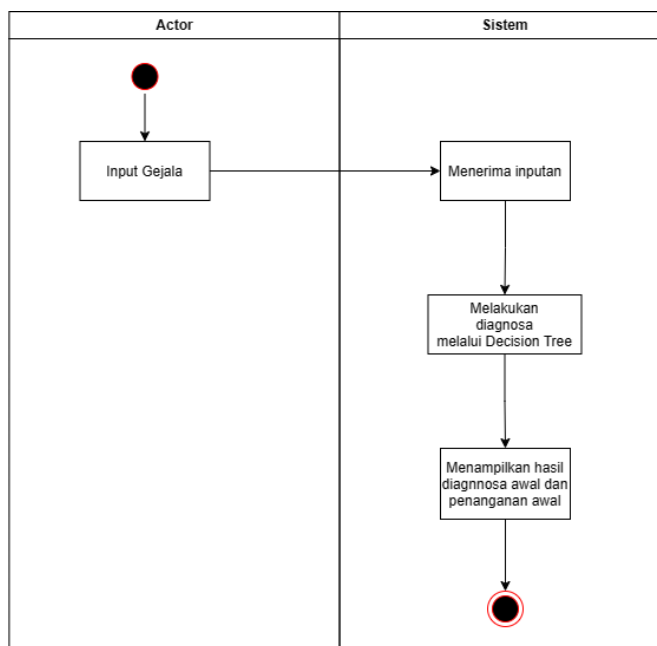 Actor
Sistem
Input Gejala
Menerima inputan
Melakukan
diagnosa
melalui Decision Tree
Menampilkan hasil
diagnnosa awal dan
penanganan awal